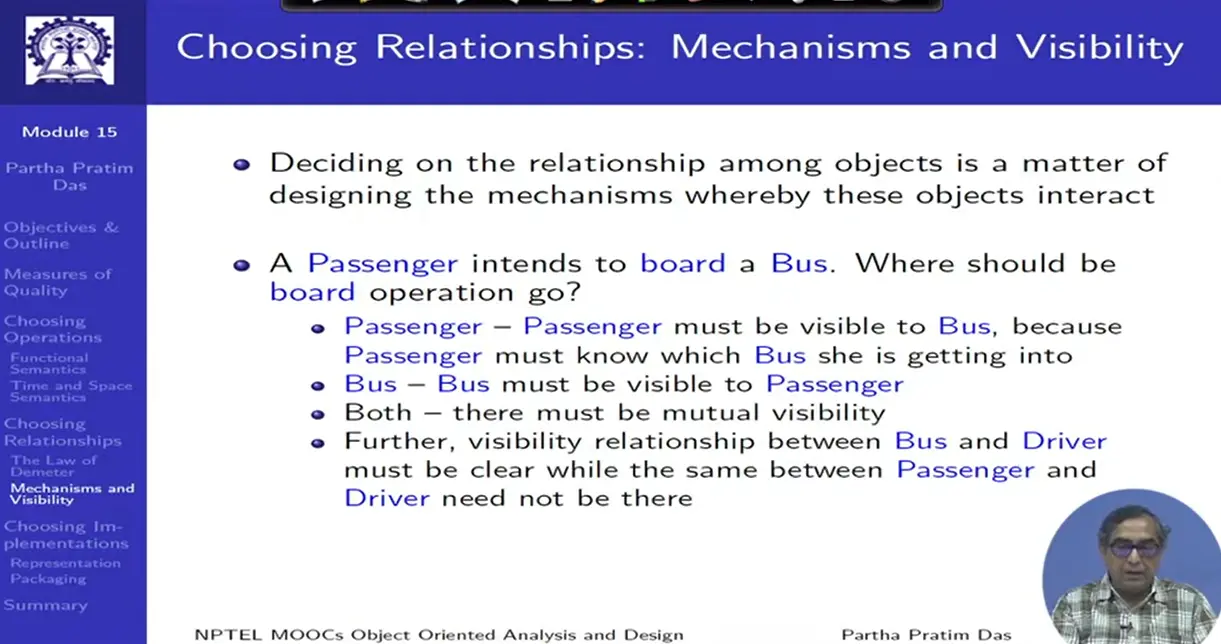 Choosing Relationships: Mechanisms and Visibility
Module 15
Partha Pratim
Das
Objectives &
Outline
Measures of
Quality
Choosing
Operations
Functional
Semantics
Time and Space
Semantics
Choosing
Relationships
The Law of
Demeter
Mechanisms and
Visibility
Choosing Im-
plementations
Representation
Packaging
Summary
Deciding on the relationship among objects is a matter of
designing the mechanisms whereby these objects interact
A Passenger intends to board a Bus. Where should be
board operation go?
Passenger – Passenger must be visible to Bus, because
Passenger must know which Bus she is getting into
Bus – Bus must be visible to Passenger
Both – there must be mutual visibility
Further, visibility relationship between Bus and Driver
must be clear while the same between Passenger and
Driver need not be there
NPTEL MOOCs Object Oriented Analysis and Design
Partha Pratim Das